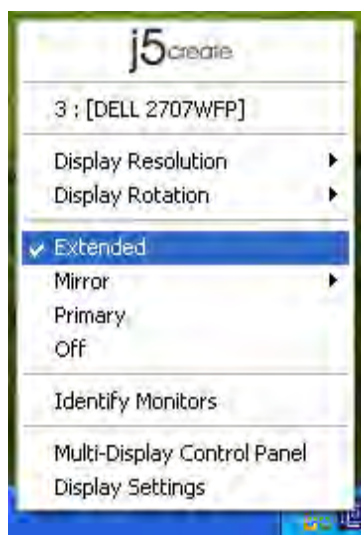 j5create
3 : [DELL 2707WFP]
Display Resolution
Display Rotation
Extended
Mirror
Primary
Off
Identify Monitors
Multi-Display Control Panel
Display Settings